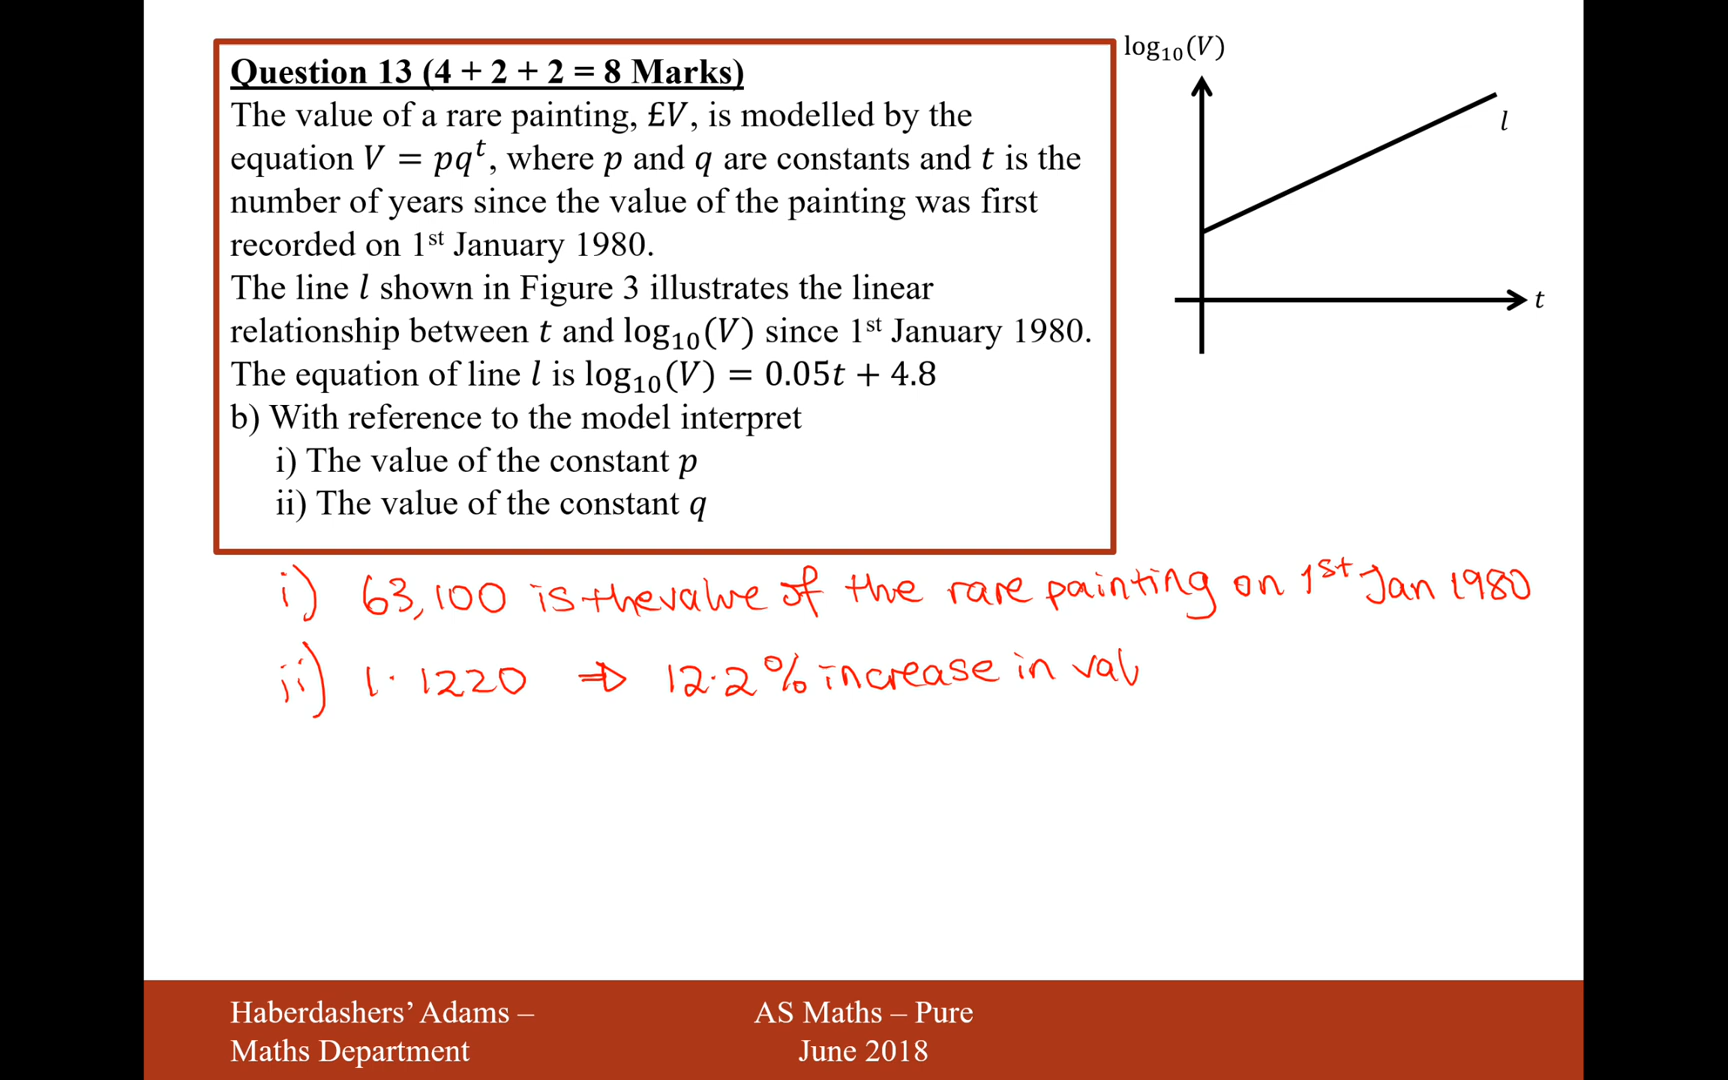 log₁₀(V)
Question 13 (4 + 2 + 2 = 8 Marks)
The value of a rare painting, £V, is modelled by the
equation V = pqᵗ, where p and q are constants and t is the
number of years since the value of the painting was first
recorded on 1ˢᵗ January 1980.
The line l shown in Figure 3 illustrates the linear
relationship between t and log₁₀(V) since 1ˢᵗ January 1980.
The equation of line l is log₁₀(V) = 0.05t + 4.8
b) With reference to the model interpret
i) The value of the constant p
ii) The value of the constant q
l
t
i) 63,100 is the value of the rare painting on 1st Jan 1980
ii) 1.1220 ⇒ 12.2% increase in val
Haberdashers’ Adams –
Maths Department
AS Maths – Pure
June 2018